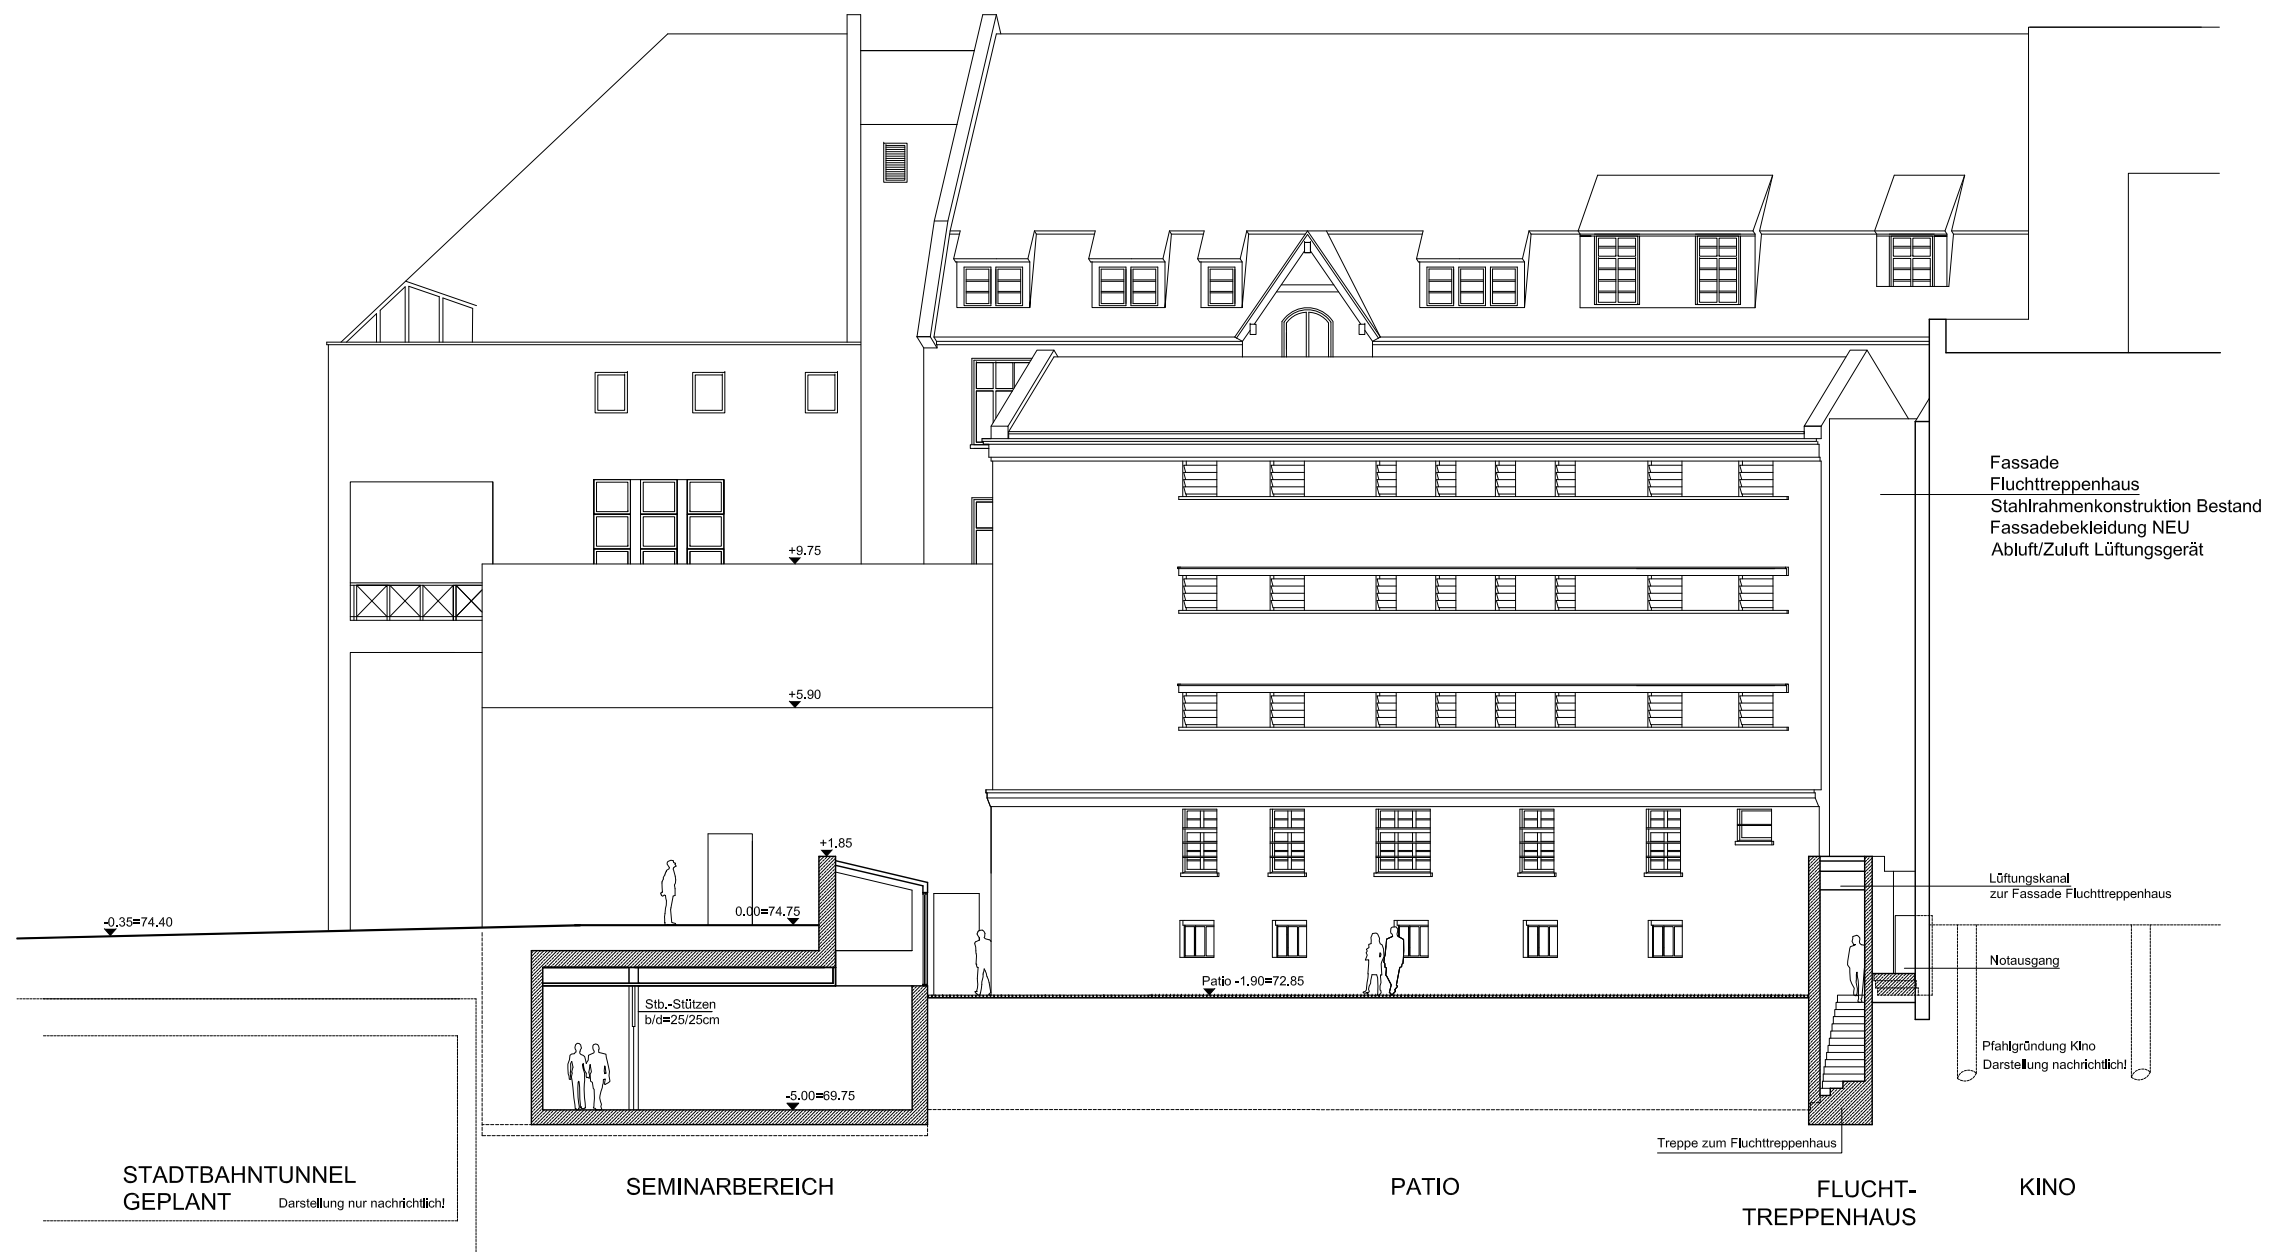 Fassade
Fluchttreppenhaus
Stahlrahmenkonstruktion Bestand
Fassadebekleidung NEU
Abluft/Zuluft Lüftungsgerät
+9.75
+5.90
+1.85
-0.35=74.40
0.00=74.75
Lüftungskanal
zur Fassade Fluchttreppenhaus
Notausgang
Patio -1.90=72.85
Stb.-Stützen
b/d=25/25cm
Pfahlgründung Kino
Darstellung nachrichtlich!
-5.00=69.75
Treppe zum Fluchttreppenhaus
STADTBAHNTUNNEL
GEPLANT Darstellung nur nachrichtlich!
SEMINARBEREICH
PATIO
FLUCHT-
TREPPENHAUS
KINO